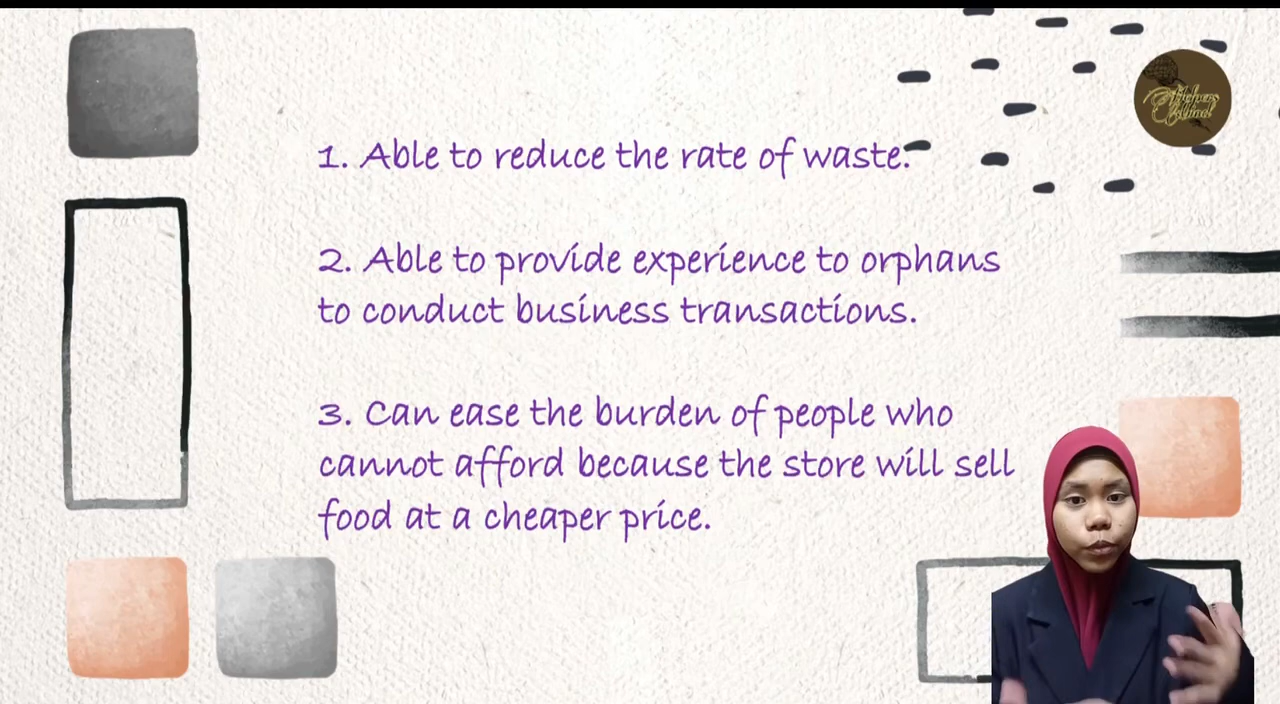 1. Able to reduce the rate of waste.
2. Able to provide experience to orphans
to conduct business transactions.
3. Can ease the burden of people who
cannot afford because the store will sell
food at a cheaper price.
Helpers